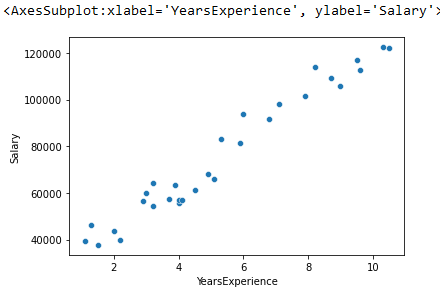 <AxesSubplot:xlabel='YearsExperience', ylabel='Salary'>
120000
100000
80000
60000
40000
Salary
2 4 6 8 10
YearsExperience